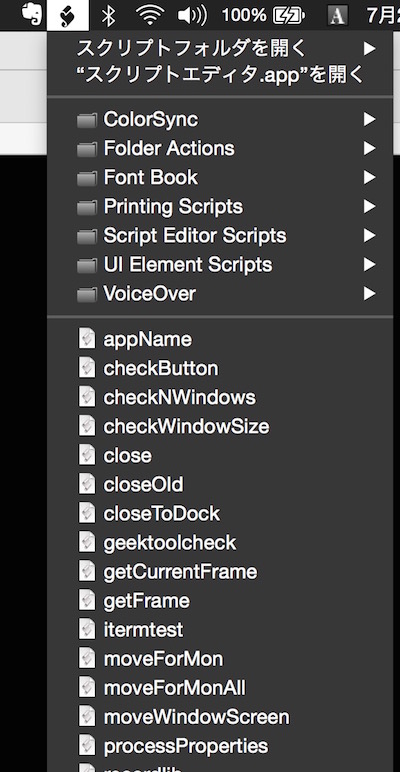 100% A 7月2
スクリプトフォルダを開く
“スクリプトエディタ.app”を開く
ColorSync
Folder Actions
Font Book
Printing Scripts
Script Editor Scripts
UI Element Scripts
VoiceOver
appName
checkButton
checkNWindows
checkWindowSize
close
closeOld
closeToDock
geektoolcheck
getCurrentFrame
getFrame
itermtest
moveForMon
moveForMonAll
moveWindowScreen
processProperties